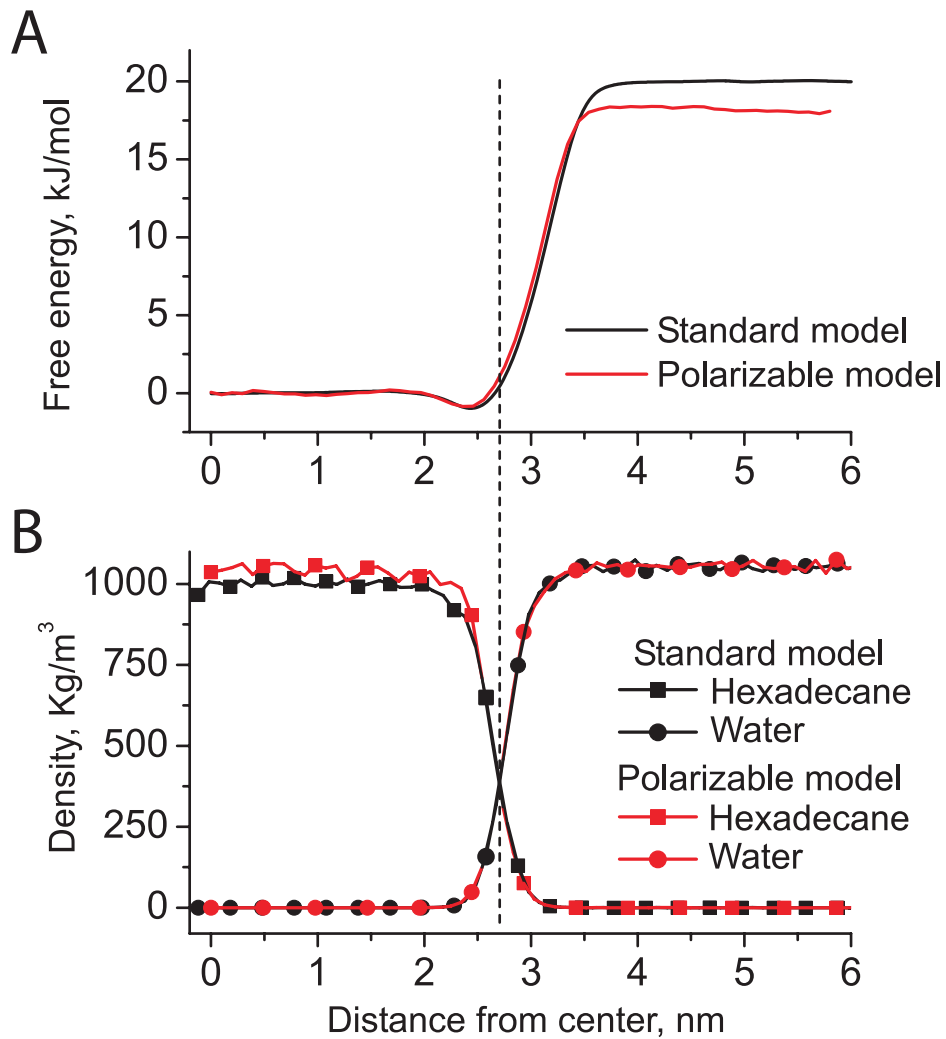 A
Free energy, kJ/mol
20
15
10
5
0
Standard model
Polarizable model
0 1 2 3 4 5 6
B
Density, Kg/m³
1000
750
500
250
0
Standard model
Hexadecane
Water
Polarizable model
Hexadecane
Water
0 1 2 3 4 5 6
Distance from center, nm